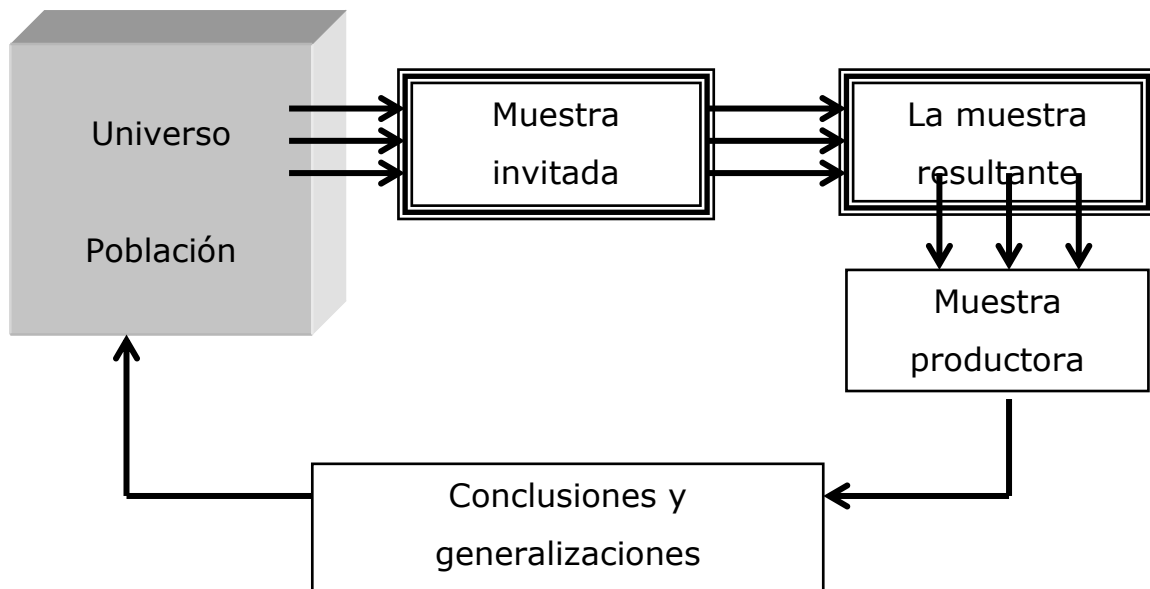 Universo
Población
Muestra
invitada
La muestra
resultante
Muestra
productora
Conclusiones y
generalizaciones